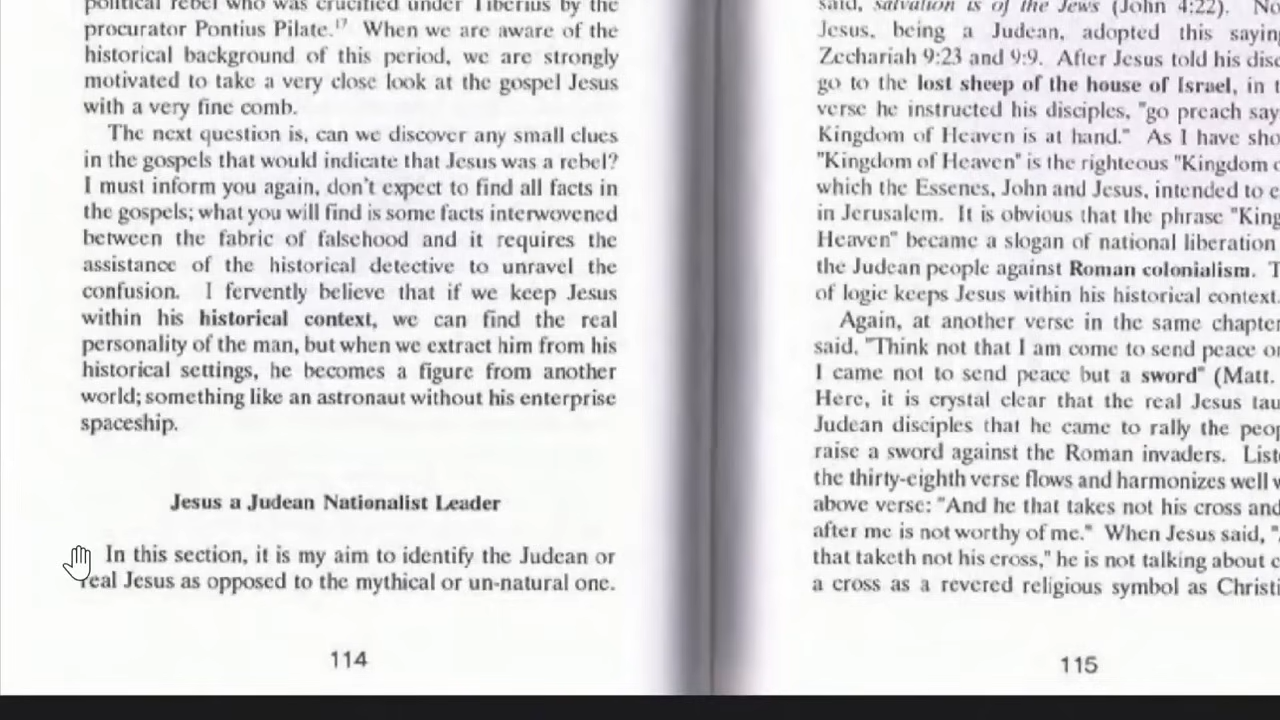 political rebel who was crucified under Tiberius by the
procurator Pontius Pilate.17 When we are aware of the
historical background of this period, we are strongly
motivated to take a very close look at the gospel Jesus
with a very fine comb.
The next question is, can we discover any small clues
in the gospels that would indicate that Jesus was a rebel?
I must inform you again, don't expect to find all facts in
the gospels; what you will find is some facts interwovened
between the fabric of falsehood and it requires the
assistance of the historical detective to unravel the
confusion. I fervently believe that if we keep Jesus
within his historical context, we can find the real
personality of the man, but when we extract him from his
historical settings, he becomes a figure from another
world; something like an astronaut without his enterprise
spaceship.
Jesus a Judean Nationalist Leader
In this section, it is my aim to identify the Judean or
real Jesus as opposed to the mythical or un-natural one.
114
said, salvation is of the Jews (John 4:22). No
Jesus, being a Judean, adopted this saying
Zechariah 9:23 and 9:9. After Jesus told his disc
go to the lost sheep of the house of Israel, in t
verse he instructed his disciples, "go preach say
Kingdom of Heaven is at hand." As I have sho
"Kingdom of Heaven" is the righteous "Kingdom o
which the Essenes, John and Jesus, intended to e
in Jerusalem. It is obvious that the phrase "King
Heaven" became a slogan of national liberation
the Judean people against Roman colonialism. T
of logic keeps Jesus within his historical context.
Again, at another verse in the same chapter
said, "Think not that I am come to send peace or
I came not to send peace but a sword" (Matt.
Here, it is crystal clear that the real Jesus tau
Judean disciples that he came to rally the peop
raise a sword against the Roman invaders. Liste
the thirty-eighth verse flows and harmonizes well w
above verse: "And he that takes not his cross and
after me is not worthy of me." When Jesus said, "
that taketh not his cross," he is not talking about c
a cross as a revered religious symbol as Christi
115